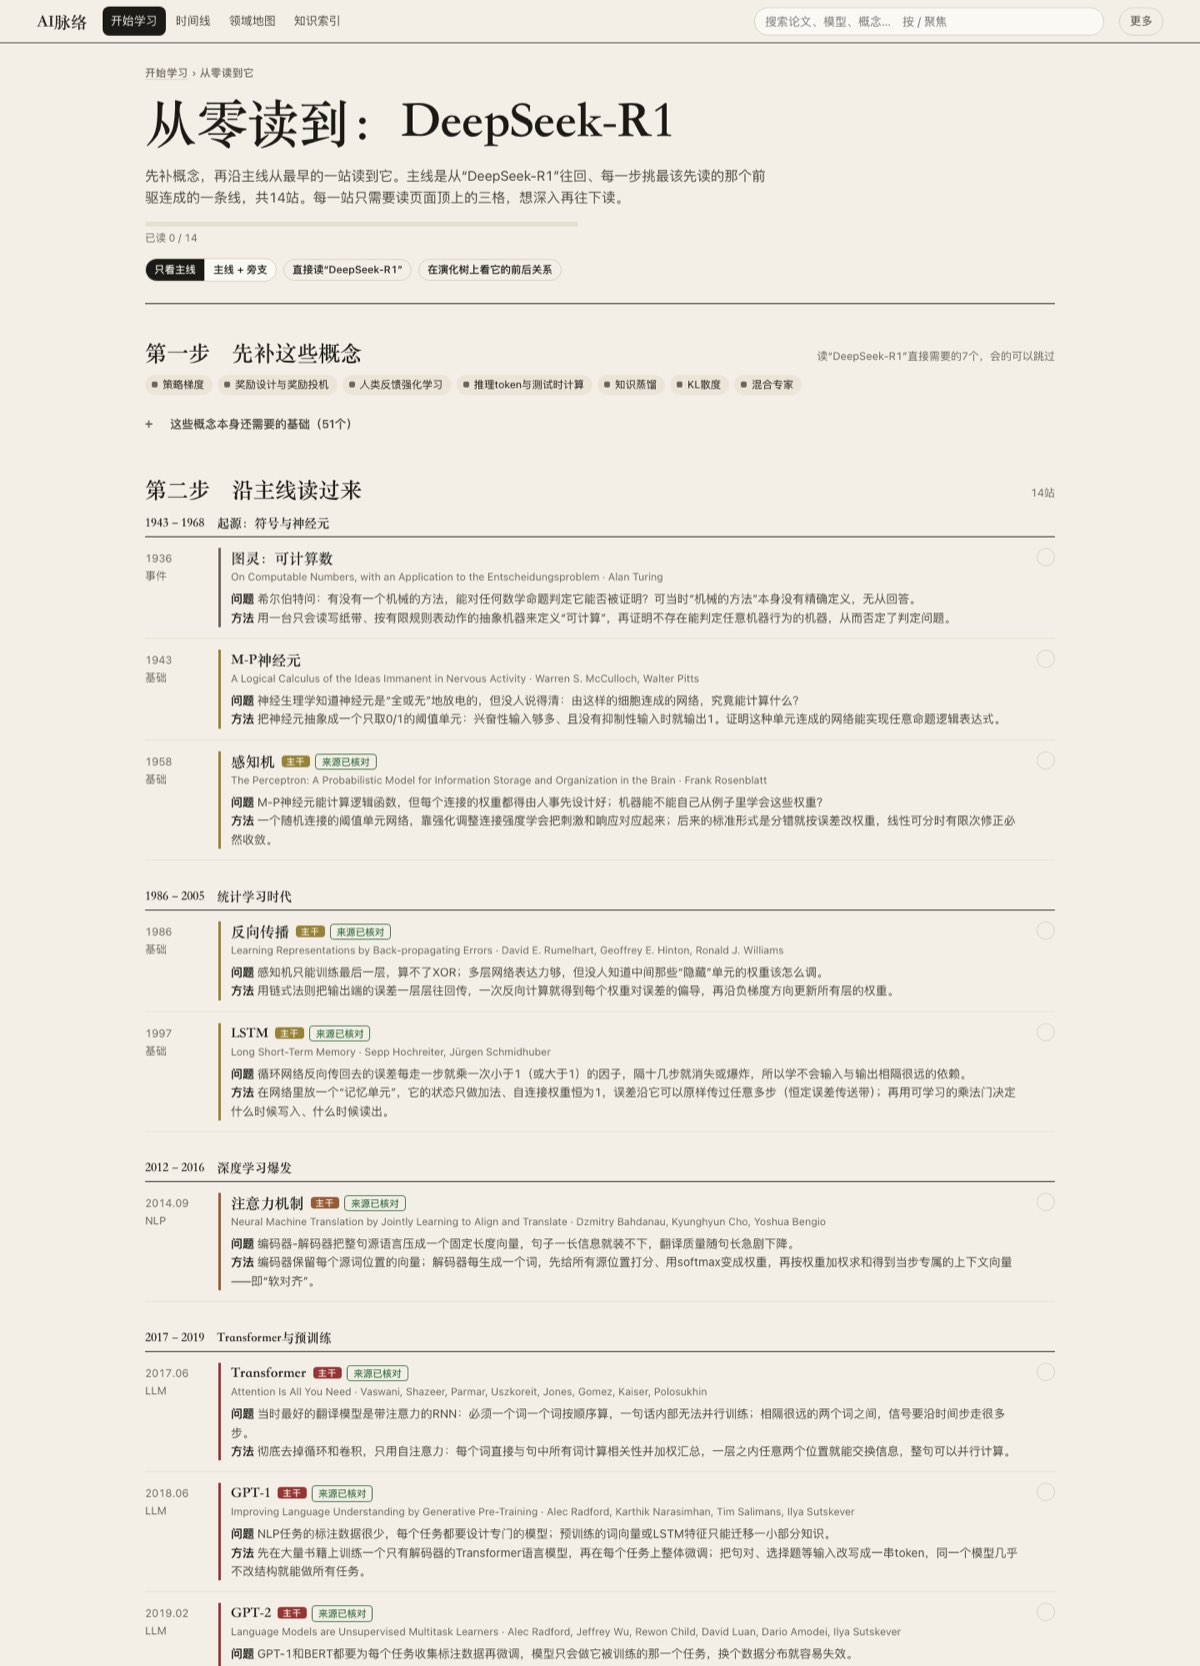 AI脉络 开始学习 时间线 领域地图 知识索引 搜索论文、模型、概念... 按 / 聚焦 更多
开始学习 › 从零读到它
从零读到：DeepSeek-R1
先补概念，再沿主线从最早的一站读到它。主线是从“DeepSeek-R1”往回、每一步挑最该先读的那个前
驱连成的一条线，共14站。每一站只需要读页面顶上的三格，想深入再往下读。
已读 0 / 14
只看主线 主线 + 旁支 直接读“DeepSeek-R1” 在演化树上看它的前后关系
第一步 先补这些概念 读“DeepSeek-R1”直接需要的7个，会的可以跳过
策略梯度 奖励设计与奖励投机 人类反馈强化学习 推理token与测试时计算 知识蒸馏 KL散度 混合专家
+ 这些概念本身还需要的基础（51个）
第二步 沿主线读过来 14站
1943 – 1968 起源：符号与神经元
1936 图灵：可计算数
事件 On Computable Numbers, with an Application to the Entscheidungsproblem · Alan Turing
问题 希尔伯特问：有没有一个机械的方法，能对任何数学命题判定它能否被证明？可当时“机械的方法”本身没有精确定义，无从回答。
方法 用一台只会读写纸带、按有限规则表动作的抽象机器来定义“可计算”，再证明不存在能判定任意机器行为的机器，从而否定了判定问题。
1943 M-P神经元
基础 A Logical Calculus of the Ideas Immanent in Nervous Activity · Warren S. McCulloch, Walter Pitts
问题 神经生理学知道神经元是“全或无”地放电的，但没人说得清：由这样的细胞连成的网络，究竟能计算什么？
方法 把神经元抽象成一个只取0/1的阈值单元：兴奋性输入够多、且没有抑制性输入时就输出1。证明这种单元连成的网络能实现任意命题逻辑表达式。
1958 感知机 主干 来源已核对
基础 The Perceptron: A Probabilistic Model for Information Storage and Organization in the Brain · Frank Rosenblatt
问题 M-P神经元能计算逻辑函数，但每个连接的权重都得由人事先设计好；机器能不能自己从例子里学会这些权重？
方法 一个随机连接的阈值单元网络，靠强化调整连接强度学会把刺激和响应对应起来；后来的标准形式是分错就按误差改权重，线性可分时有限次修正必
然收敛。
1986 – 2005 统计学习时代
1986 反向传播 主干 来源已核对
基础 Learning Representations by Back-propagating Errors · David E. Rumelhart, Geoffrey E. Hinton, Ronald J. Williams
问题 感知机只能训练最后一层，算不了XOR；多层网络表达力够，但没人知道中间那些“隐藏”单元的权重该怎么调。
方法 用链式法则把输出端的误差一层层往回传，一次反向计算就得到每个权重对误差的偏导，再沿负梯度方向更新所有层的权重。
1997 LSTM 主干 来源已核对
基础 Long Short-Term Memory · Sepp Hochreiter, Jürgen Schmidhuber
问题 循环网络反向传回去的误差每走一步就乘一次小于1（或大于1）的因子，隔十几步就消失或爆炸，所以学不会输入与输出相隔很远的依赖。
方法 在网络里放一个“记忆单元”，它的状态只做加法、自连接权重恒为1，误差沿它可以原样传过任意多步（恒定误差传送带）；再用可学习的乘法门决定
什么时候写入、什么时候读出。
2012 – 2016 深度学习爆发
2014.09 注意力机制 主干 来源已核对
NLP Neural Machine Translation by Jointly Learning to Align and Translate · Dzmitry Bahdanau, Kyunghyun Cho, Yoshua Bengio
问题 编码器-解码器把整句源语言压成一个固定长度向量，句子一长信息就装不下，翻译质量随句长急剧下降。
方法 编码器保留每个源词位置的向量；解码器每生成一个词，先给所有源位置打分、用softmax变成权重，再按权重加权求和得到当步专属的上下文向量
——即“软对齐”。
2017 – 2019 Transformer与预训练
2017.06 Transformer 主干 来源已核对
LLM Attention Is All You Need · Vaswani, Shazeer, Parmar, Uszkoreit, Jones, Gomez, Kaiser, Polosukhin
问题 当时最好的翻译模型是带注意力的RNN：必须一个词一个词按顺序算，一句话内部无法并行训练；相隔很远的两个词之间，信号要沿时间步走很多
步。
方法 彻底去掉循环和卷积，只用自注意力：每个词直接与句中所有词计算相关性并加权汇总，一层之内任意两个位置就能交换信息，整句可以并行计算。
2018.06 GPT-1 主干 来源已核对
LLM Improving Language Understanding by Generative Pre-Training · Alec Radford, Karthik Narasimhan, Tim Salimans, Ilya Sutskever
问题 NLP任务的标注数据很少，每个任务都要设计专门的模型；预训练的词向量或LSTM特征只能迁移一小部分知识。
方法 先在大量书籍上训练一个只有解码器的Transformer语言模型，再在每个任务上整体微调；把句对、选择题等输入改写成一串token，同一个模型几乎
不改结构就能做所有任务。
2019.02 GPT-2 主干 来源已核对
LLM Language Models are Unsupervised Multitask Learners · Alec Radford, Jeffrey Wu, Rewon Child, David Luan, Dario Amodei, Ilya Sutskever
问题 GPT-1和BERT都要为每个任务收集标注数据再微调，模型只会做它被训练的那一个任务，换个数据分布就容易失效。